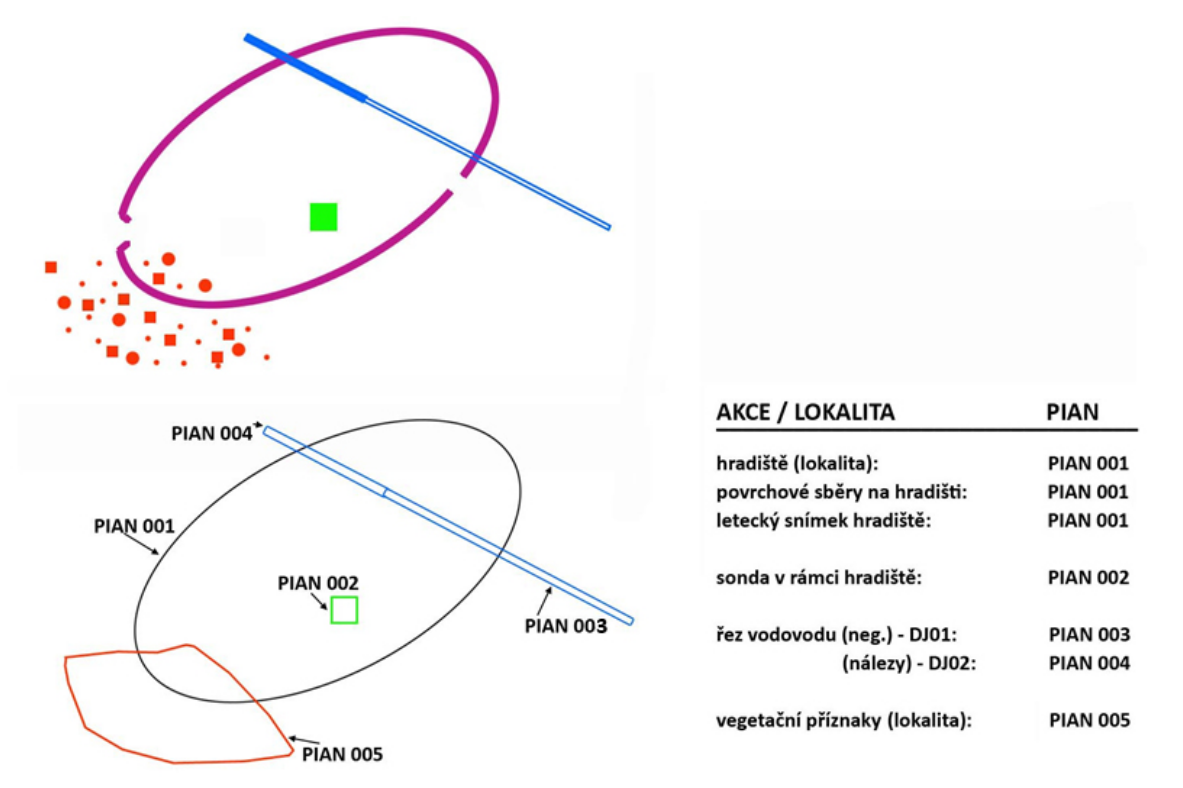 PIAN 004
PIAN 001
PIAN 002
PIAN 003
PIAN 005
AKCE / LOKALITA PIAN
hradiště (lokalita): PIAN 001
povrchové sběry na hradišti: PIAN 001
letecký snímek hradiště: PIAN 001
sonda v rámci hradiště: PIAN 002
řez vodovodu (neg.) - DJ01: PIAN 003
(nálezy) - DJ02: PIAN 004
vegetační příznaky (lokalita): PIAN 005